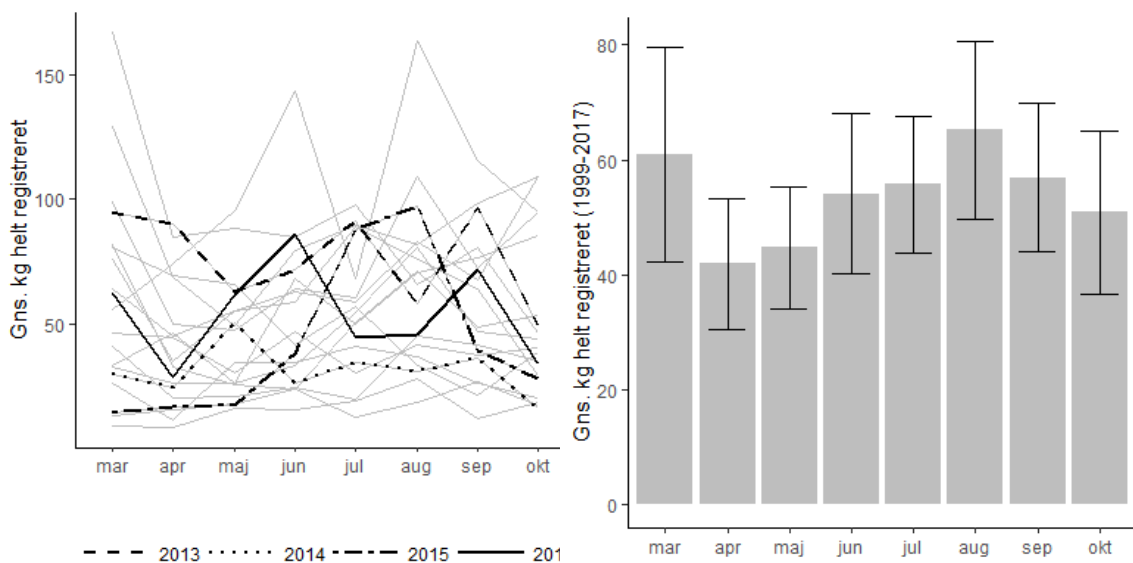 Gns. kg helt registreret
150
100
50
mar apr maj jun jul aug sep okt
2013 2014 2015 201
Gns. kg helt registreret (1999-2017)
80
60
40
20
0
mar apr maj jun jul aug sep okt